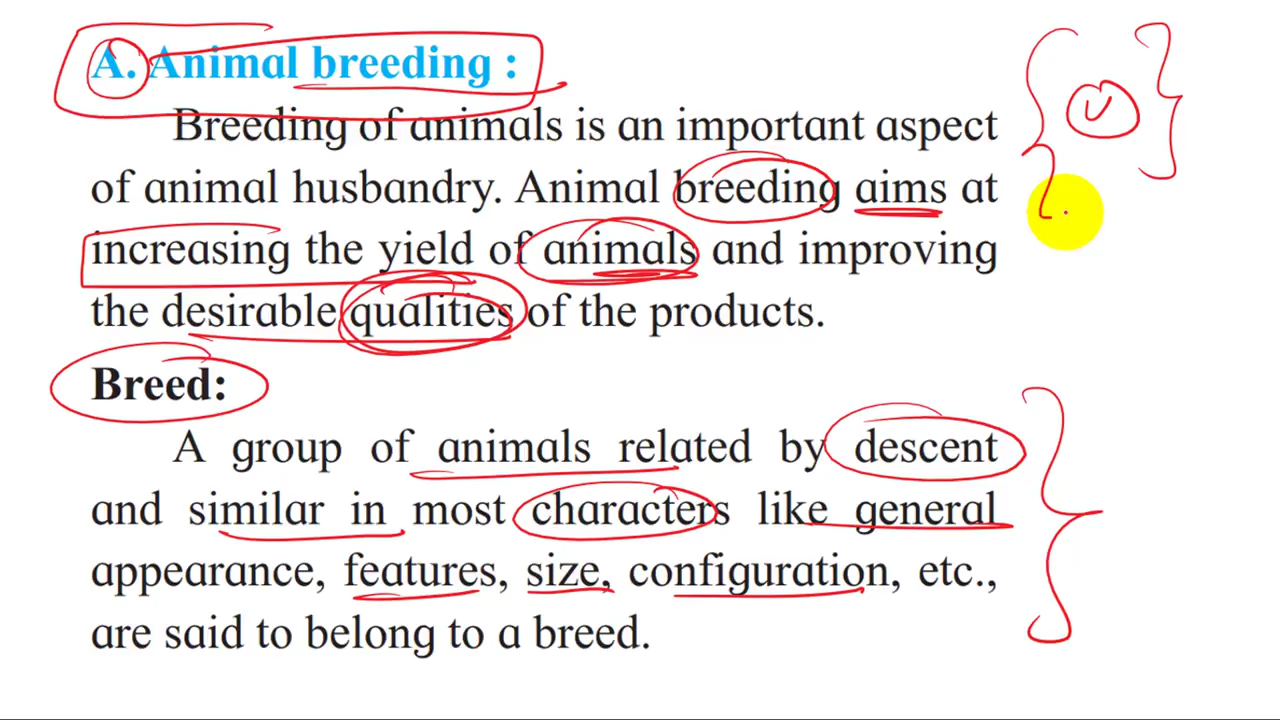 A. Animal breeding :
Breeding of animals is an important aspect
of animal husbandry. Animal breeding aims at
increasing the yield of animals and improving
the desirable qualities of the products.
Breed:
A group of animals related by descent
and similar in most characters like general
appearance, features, size, configuration, etc.,
are said to belong to a breed.